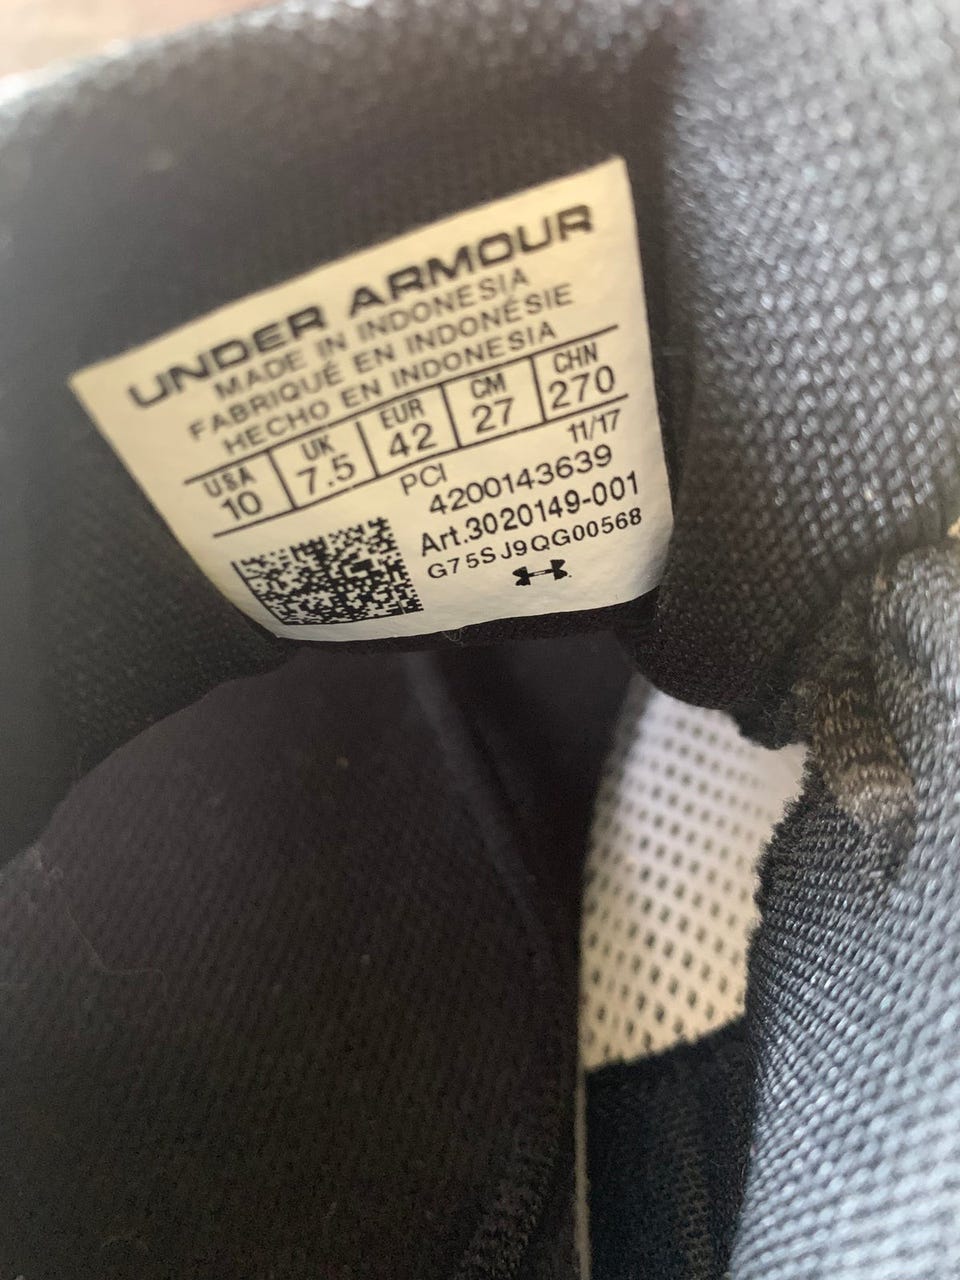 UNDER ARMOUR
MADE IN INDONESIA
FABRIQUÉ EN INDONÉSIE
HECHO EN INDONESIA
USA UK EUR CM CHN
10 7.5 42 27 270
PCI 11/17
4200143639
Art.3020149-001
G75SJ9QG00568